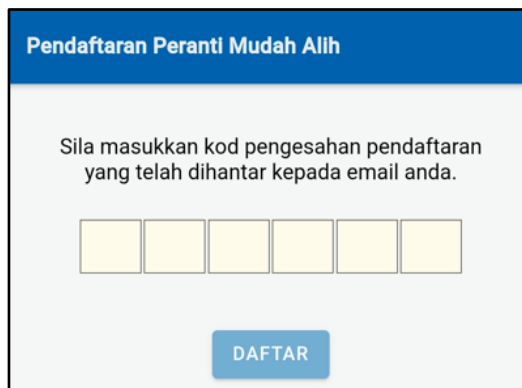 Pendaftaran Peranti Mudah Alih
Sila masukkan kod pengesahan pendaftaran
yang telah dihantar kepada email anda.
DAFTAR